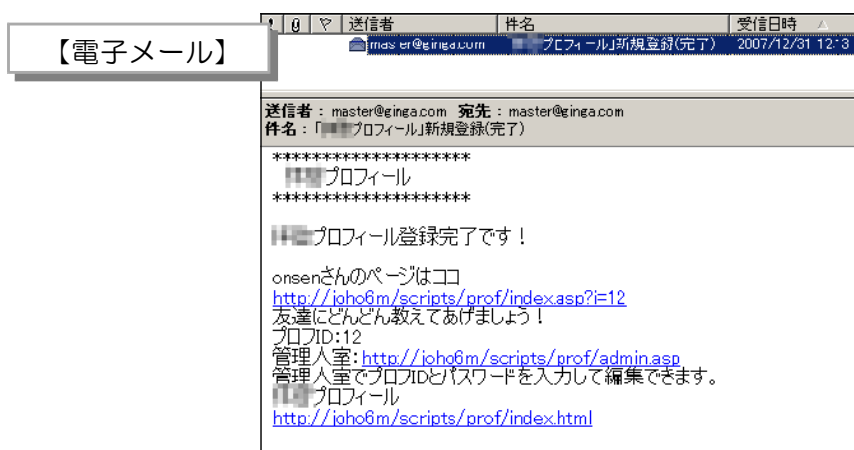 【電子メール】
! 送信者 件名 受信日時
master@ginga.com プロフィール」新規登録(完了) 2007/12/31 12:13
送信者： master@ginga.com 宛先： master@ginga.com
件名：「プロフィール」新規登録(完了)
********************
プロフィール
********************
プロフィール登録完了です！
onsenさんのページはココ
http://joho6m/scripts/prof/index.asp?i=12
友達にどんどん教えてあげましょう！
プロフID:12
管理人室：http://joho6m/scripts/prof/admin.asp
管理人室でプロフIDとパスワードを入力して編集できます。
プロフィール
http://joho6m/scripts/prof/index.html